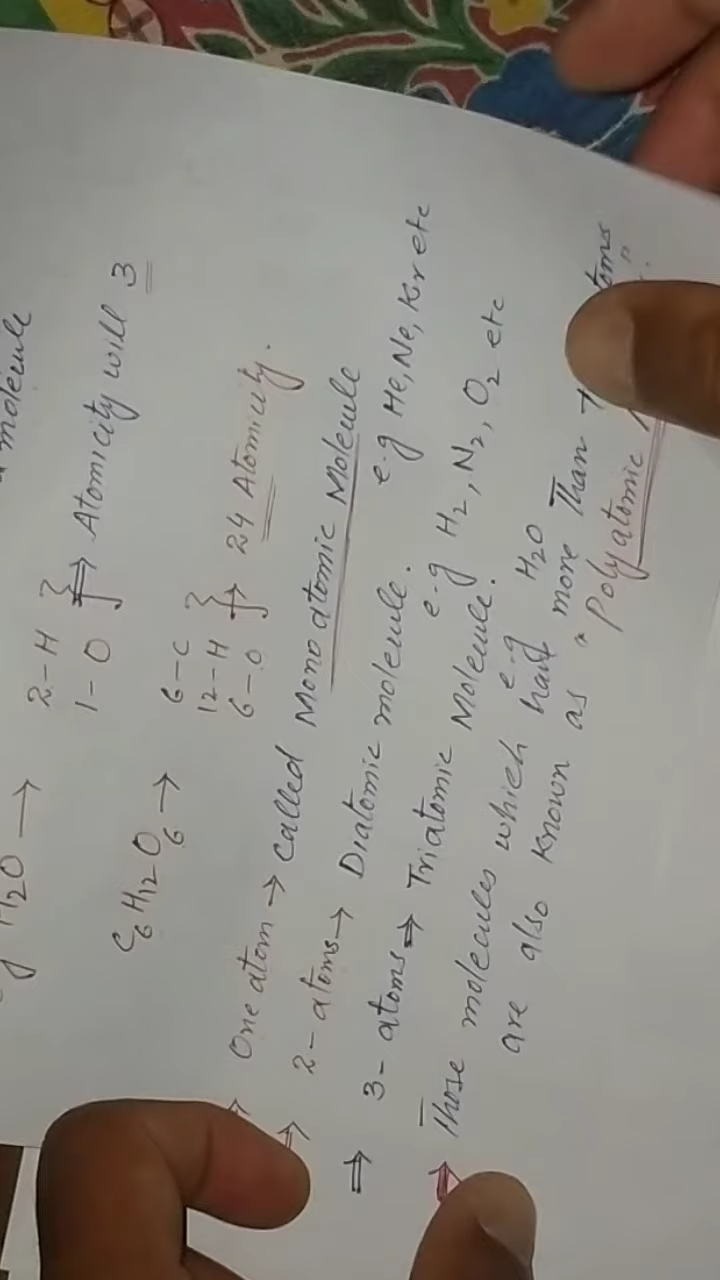 molecule
H2O → 2-H
1-O } ⇒ Atomicity will 3
C6H12O6 → 6-C
12-H
6-O } → 24 Atomicity.
One atom → called Monoatomic Molecule
e.g He, Ne, Kr etc
⇒ 2-atoms → Diatomic molecule.
e.g H2, N2, O2 etc
⇒ 3-atoms ⇒ Triatomic Molecule.
e.g H2O
⇒ Those molecules which have more Than
are also known as "Polyatomic